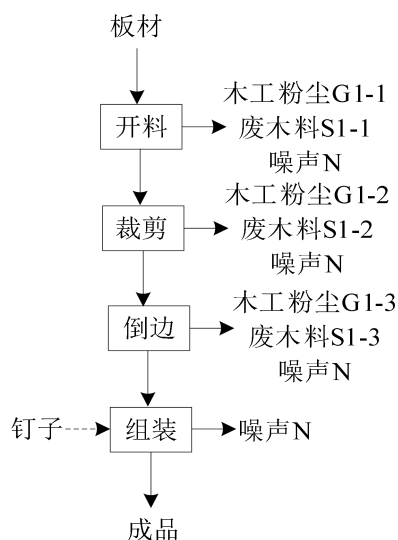 板材
木工粉尘G1-1
开料
废木料S1-1
噪声N
木工粉尘G1-2
裁剪
废木料S1-2
噪声N
木工粉尘G1-3
倒边
废木料S1-3
噪声N
钉子
组装
噪声N
成品